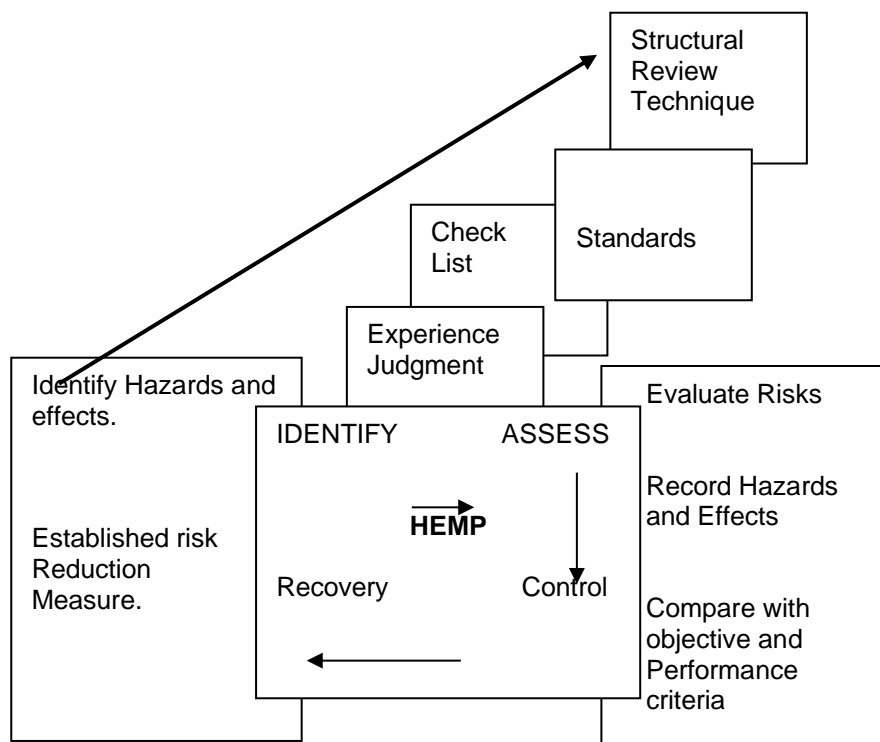 Structural
Review
Technique
Standards
Check
List
Experience
Judgment
Identify Hazards and
effects.
Established risk
Reduction
Measure.
IDENTIFY ASSESS
HEMP
Recovery Control
Evaluate Risks
Record Hazards
and Effects
Compare with
objective and
Performance
criteria